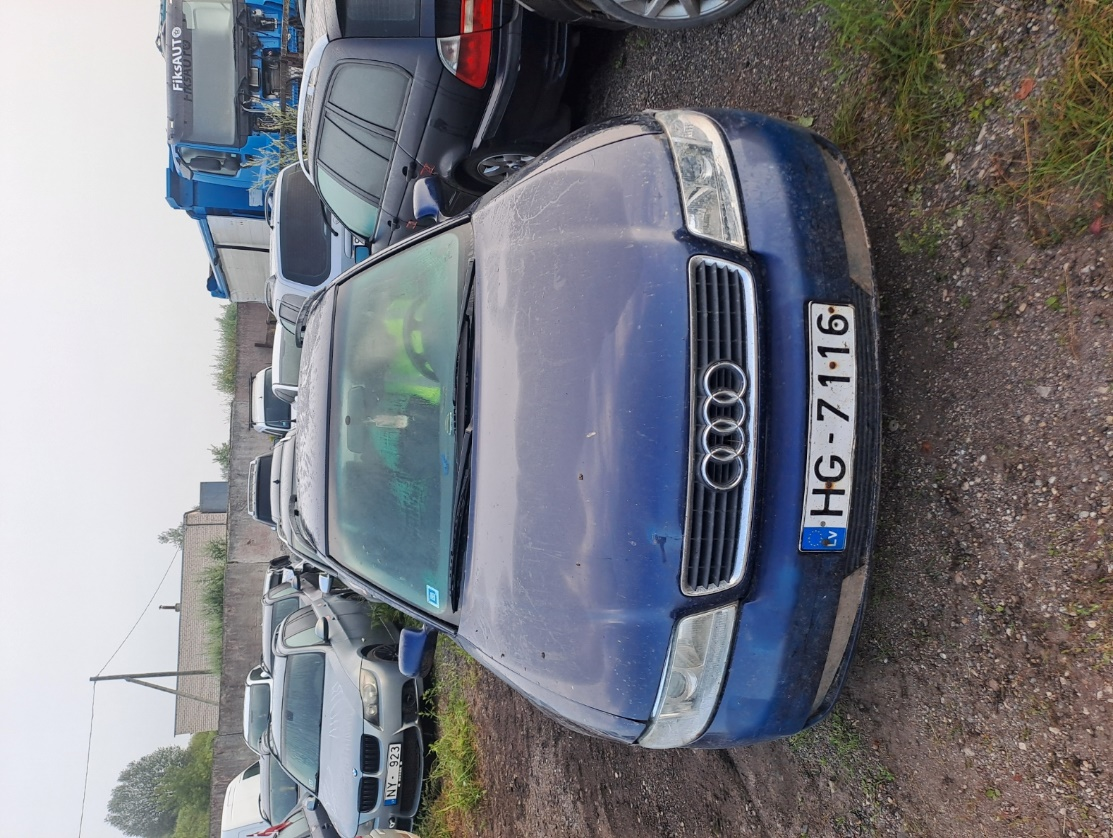 FiksAUTO
HG-7116
LV
NY- 923